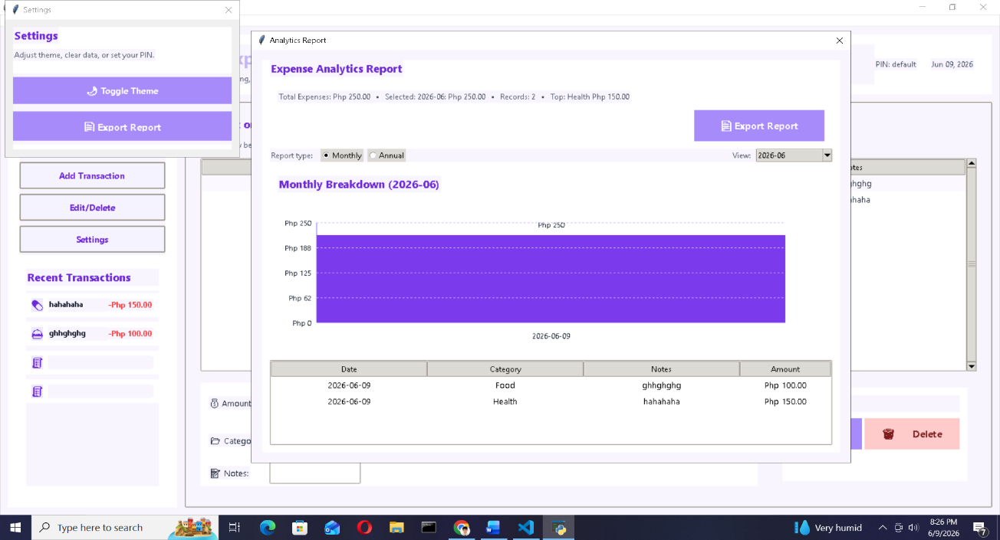 Settings
Settings
Adjust theme, clear data, or set your PIN.
Toggle Theme
Export Report
Add Transaction
Edit/Delete
Settings
Recent Transactions
hahahaha -Php 150.00
ghhghghg -Php 100.00
Analytics Report
Expense Analytics Report
Total Expenses: Php 250.00 • Selected: 2026-06: Php 250.00 • Records: 2 • Top: Health Php 150.00
Export Report
Report type: Monthly Annual View: 2026-06
Monthly Breakdown (2026-06)
Php 250
Php 250
Php 188
Php 125
Php 62
Php 0
2026-06-09
Date Category Notes Amount
2026-06-09 Food ghhghghg Php 100.00
2026-06-09 Health hahahaha Php 150.00
PIN: default Jun 09, 2026
Amount
Notes:
Delete
Type here to search
Very humid
8:26 PM
6/9/2026
7